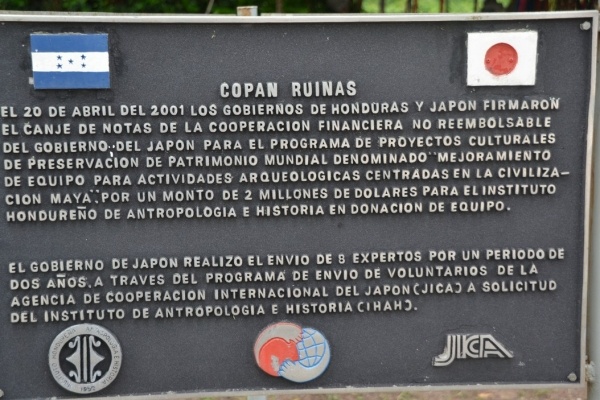 COPAN RUINAS
EL 20 DE ABRIL DEL 2001 LOS GOBIERNOS DE HONDURAS Y JAPON FIRMARON
EL CANJE DE NOTAS DE LA COOPERACION FINANCIERA NO REEMBOLSABLE
DEL GOBIERNO DEL JAPON PARA EL PROGRAMA DE PROYECTOS CULTURALES
DE PRESERVACION DE PATRIMONIO MUNDIAL DENOMINADO "MEJORAMIENTO
DE EQUIPO PARA ACTIVIDADES ARQUEOLOGICAS CENTRADAS EN LA CIVILIZA-
CION MAYA" POR UN MONTO DE 2 MILLONES DE DOLARES PARA EL INSTITUTO
HONDUREÑO DE ANTROPOLOGIA E HISTORIA EN DONACION DE EQUIPO.
EL GOBIERNO DE JAPON REALIZO EL ENVIO DE 8 EXPERTOS POR UN PERIODO DE
DOS AÑOS, A TRAVES DEL PROGRAMA DE ENVIO DE VOLUNTARIOS DE LA
AGENCIA DE COOPERACION INTERNACIONAL DEL JAPON (JICA) A SOLICITUD
DEL INSTITUTO DE ANTROPOLOGIA E HISTORIA (IHAH).
JICA